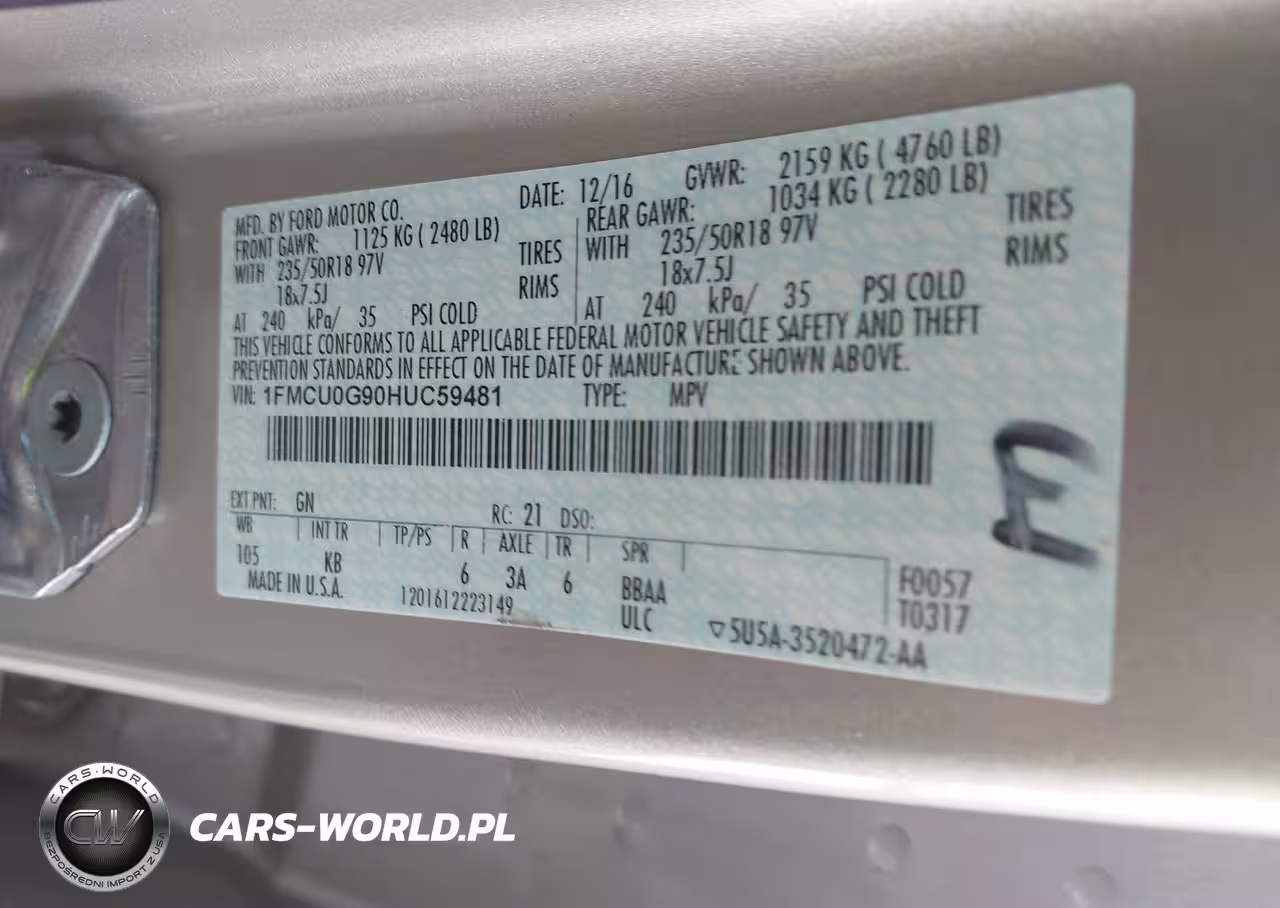 MFD. BY FORD MOTOR CO. DATE: 12/16 GVWR: 2159 KG ( 4760 LB)
FRONT GAWR: 1125 KG ( 2480 LB) REAR GAWR: 1034 KG ( 2280 LB)
WITH 235/50R18 97V TIRES WITH 235/50R18 97V TIRES
18x7.5J RIMS 18x7.5J RIMS
AT 240 kPa/ 35 PSI COLD AT 240 kPa/ 35 PSI COLD
THIS VEHICLE CONFORMS TO ALL APPLICABLE FEDERAL MOTOR VEHICLE SAFETY AND THEFT
PREVENTION STANDARDS IN EFFECT ON THE DATE OF MANUFACTURE SHOWN ABOVE.
VIN: 1FMCU0G90HUC59481 TYPE: MPV
E
EXT PNT: GN RC: 21 DSO:
WB INT TR TP/PS R AXLE TR SPR
105 KB 6 3A 6 BBAA F0057
MADE IN U.S.A. 1201612223149 ULC T0317
▽5U5A-3520472-AA
CARS-WORLD
CW
BEZPOŚREDNI IMPORT Z USA
CARS-WORLD.PL